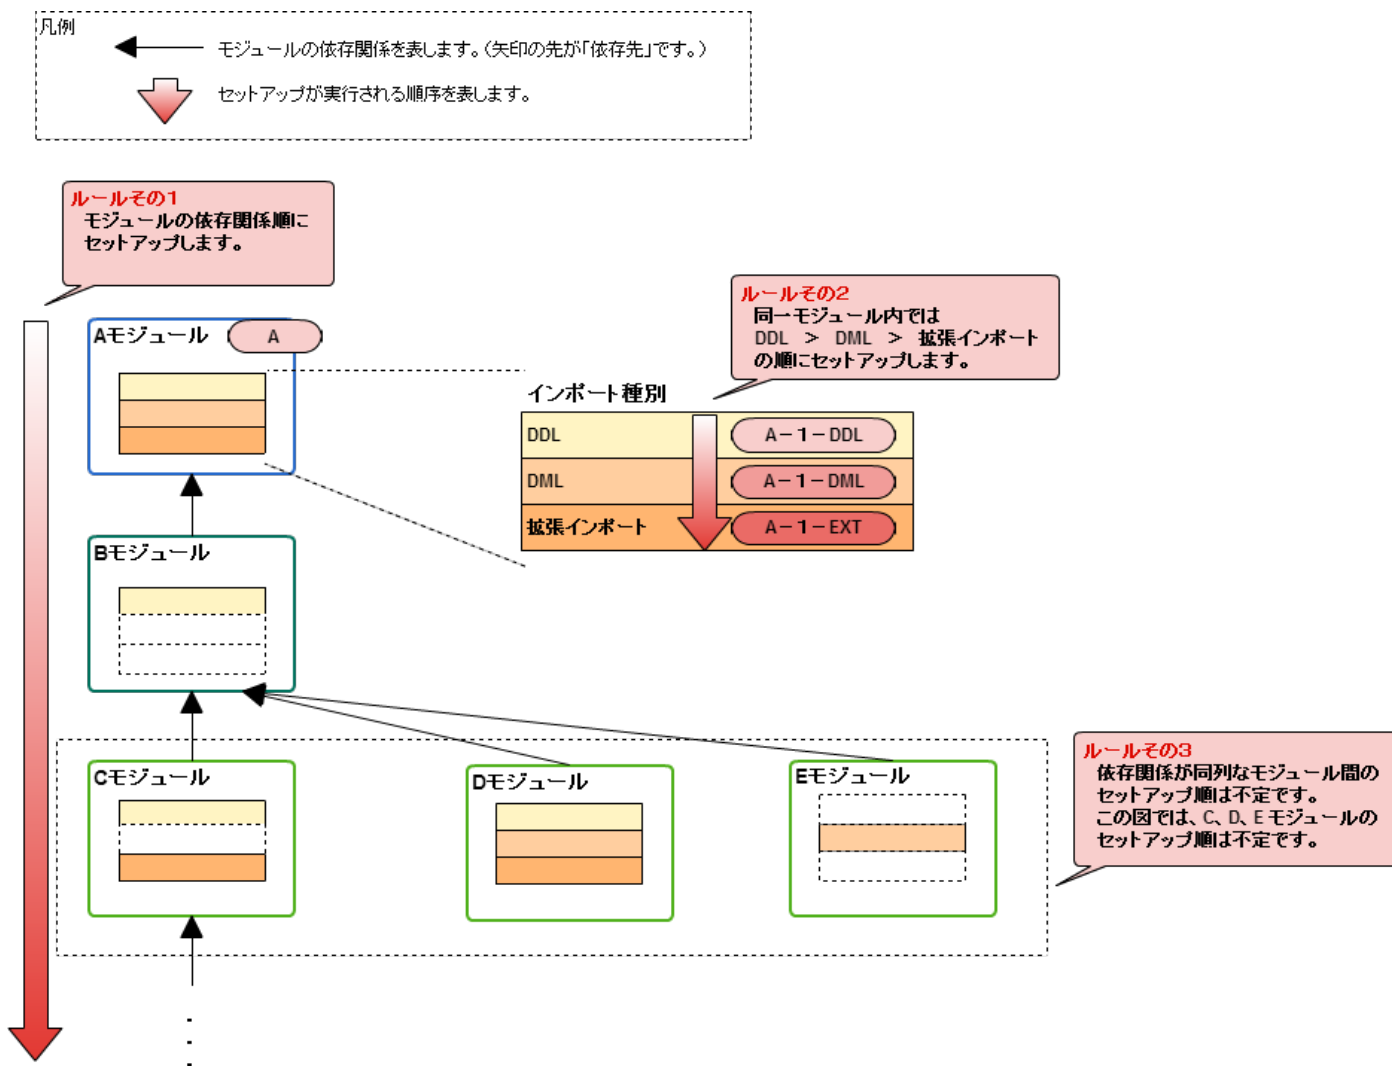 凡例
モジュールの依存関係を表します。(矢印の先が「依存先」です。)
セットアップが実行される順序を表します。
ルールその1
モジュールの依存関係順に
セットアップします。
ルールその2
同一モジュール内では
DDL > DML > 拡張インポート
の順にセットアップします。
Aモジュール
A
インポート種別
DDL
A-1-DDL
DML
A-1-DML
拡張インポート
A-1-EXT
Bモジュール
Cモジュール
Dモジュール
Eモジュール
ルールその3
依存関係が同列なモジュール間の
セットアップ順は不定です。
この図では、C、D、Eモジュールの
セットアップ順は不定です。